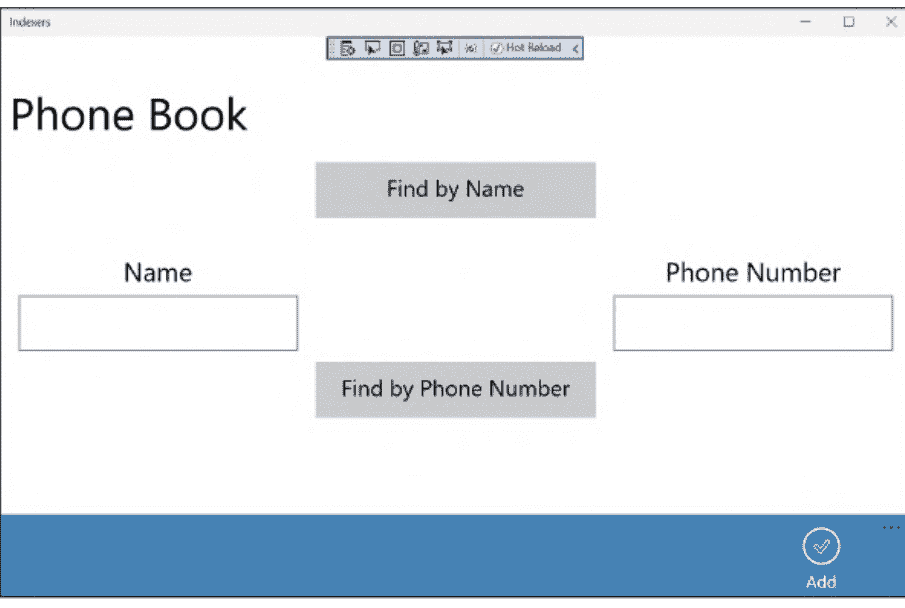 Indexers
Hot Reload
Phone Book
Find by Name
Name
Phone Number
Find by Phone Number
Add